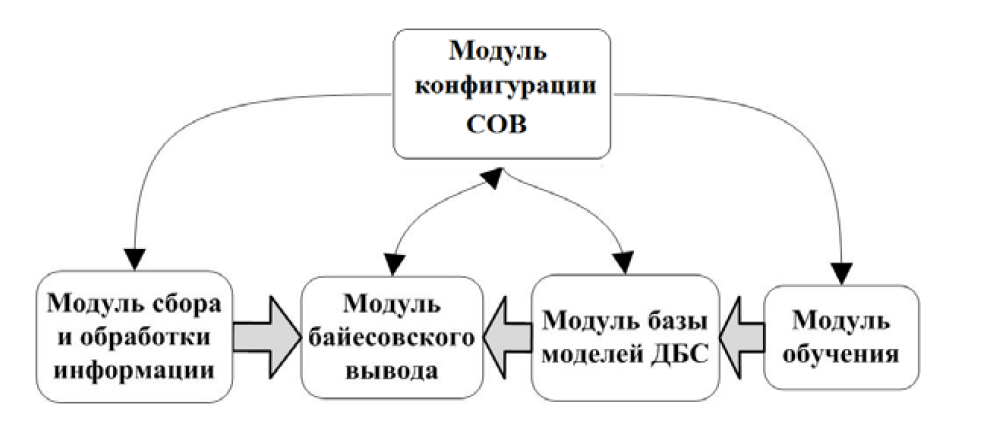 Модуль
конфигурации
СОВ
Модуль сбора
и обработки
информации
Модуль
байесовского
вывода
Модуль базы
моделей ДБС
Модуль
обучения